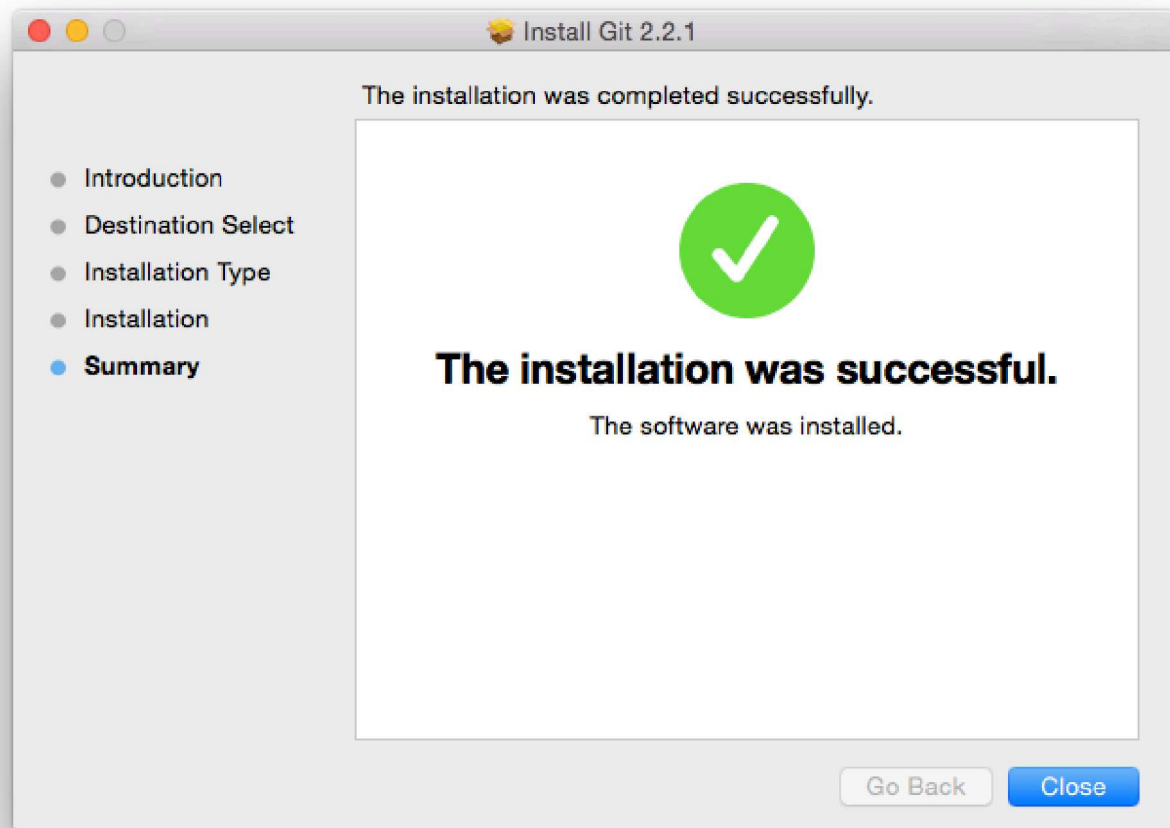 Install Git 2.2.1
The installation was completed successfully.
Introduction
Destination Select
Installation Type
Installation
Summary
The installation was successful.
The software was installed.
Go Back
Close